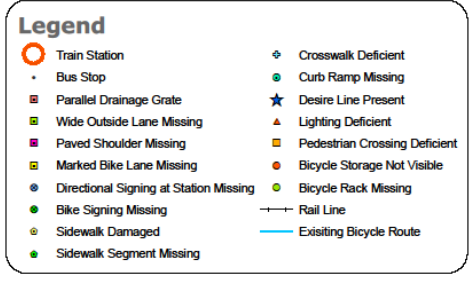 Legend
Train Station
Bus Stop
Parallel Drainage Grate
Wide Outside Lane Missing
Paved Shoulder Missing
Marked Bike Lane Missing
Directional Signing at Station Missing
Bike Signing Missing
Sidewalk Damaged
Sidewalk Segment Missing
Crosswalk Deficient
Curb Ramp Missing
Desire Line Present
Lighting Deficient
Pedestrian Crossing Deficient
Bicycle Storage Not Visible
Bicycle Rack Missing
Rail Line
Exisiting Bicycle Route